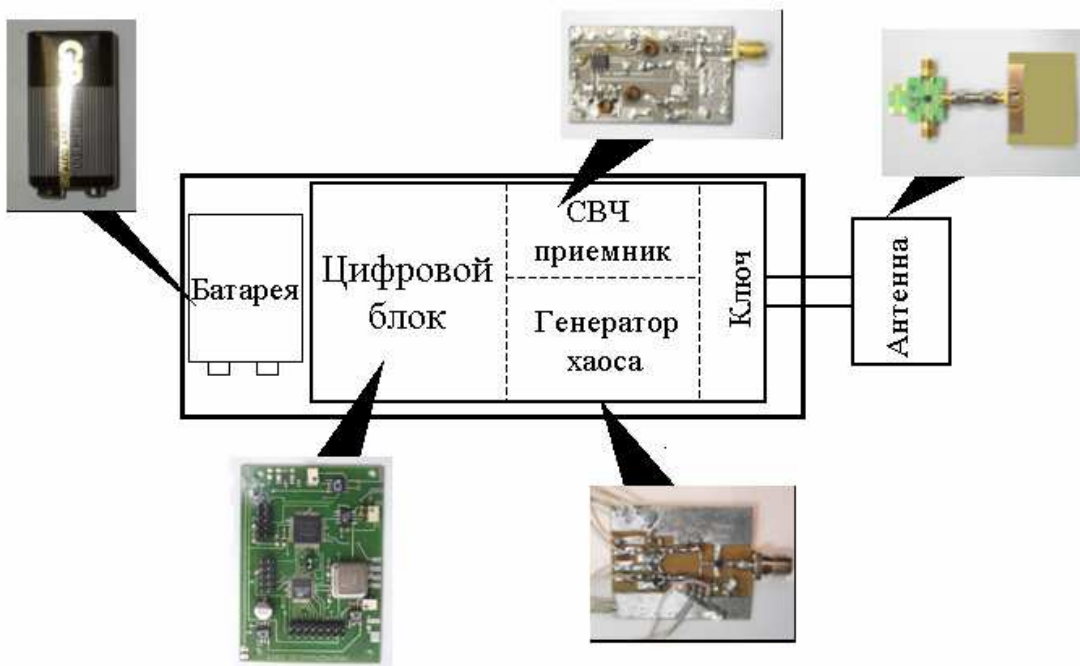 СВЧ
приемник
Цифровой
блок
Батарея
Генератор
хаоса
Ключ
Антенна